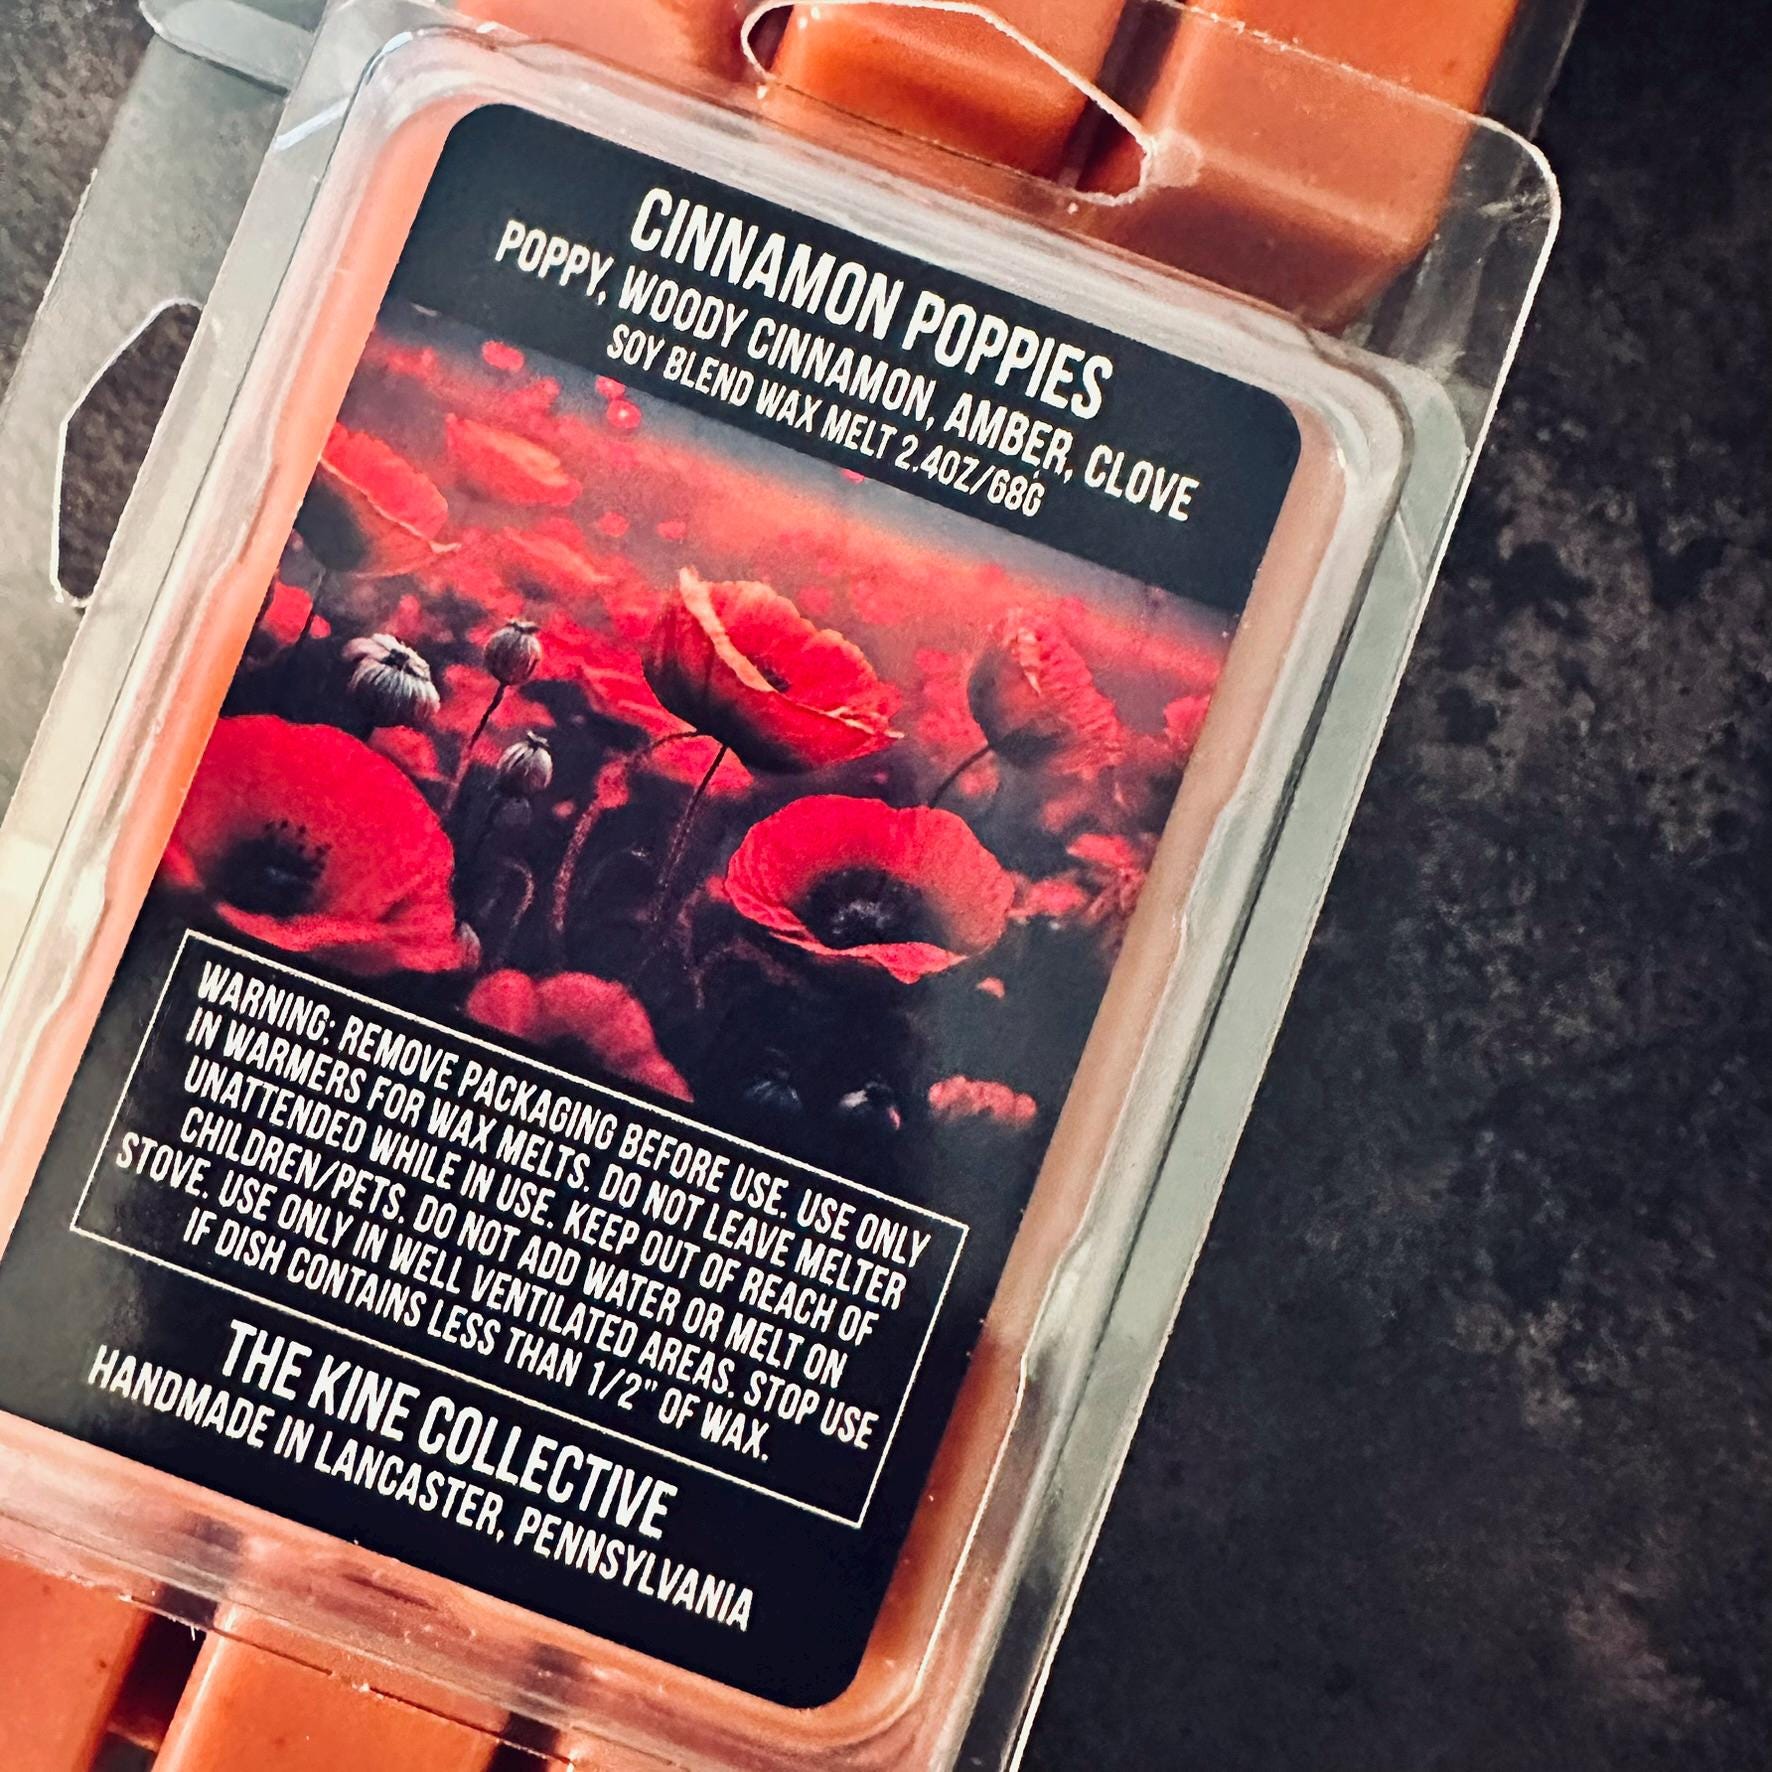 CINNAMON POPPIES
POPPY, WOODY CINNAMON, AMBER, CLOVE
SOY BLEND WAX MELT 2.4OZ/68G
WARNING: REMOVE PACKAGING BEFORE USE. USE ONLY
IN WARMERS FOR WAX MELTS. DO NOT LEAVE MELTER
UNATTENDED WHILE IN USE. KEEP OUT OF REACH OF
CHILDREN/PETS. DO NOT ADD WATER OR MELT ON
STOVE. USE ONLY IN WELL VENTILATED AREAS. STOP USE
IF DISH CONTAINS LESS THAN 1/2" OF WAX.
THE KINE COLLECTIVE
HANDMADE IN LANCASTER, PENNSYLVANIA